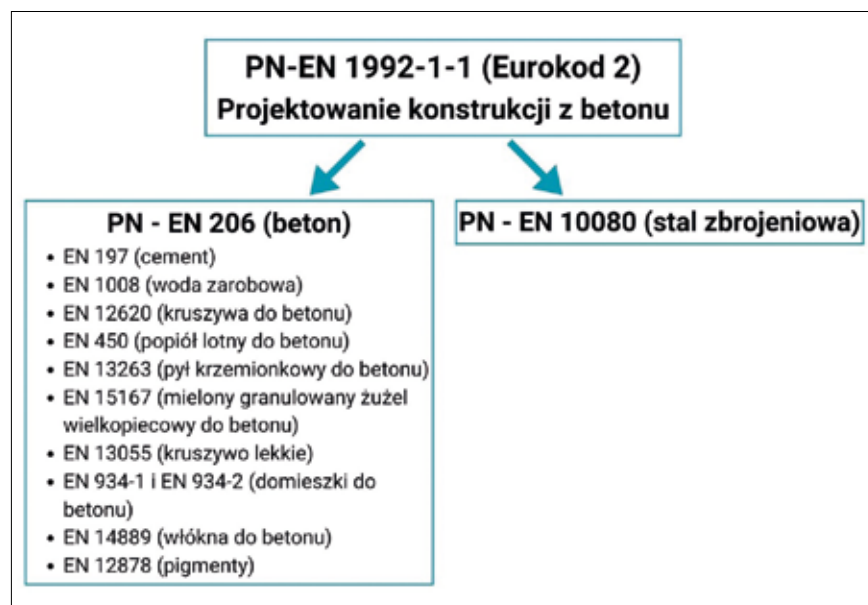 PN-EN 1992-1-1 (Eurokod 2)
Projektowanie konstrukcji z betonu
PN - EN 206 (beton)
• EN 197 (cement)
• EN 1008 (woda zarobowa)
• EN 12620 (kruszywa do betonu)
• EN 450 (popiół lotny do betonu)
• EN 13263 (pył krzemionkowy do betonu)
• EN 15167 (mielony granulowany żużel
wielkopiecowy do betonu)
• EN 13055 (kruszywo lekkie)
• EN 934-1 i EN 934-2 (domieszki do
betonu)
• EN 14889 (włókna do betonu)
• EN 12878 (pigmenty)
PN - EN 10080 (stal zbrojeniowa)